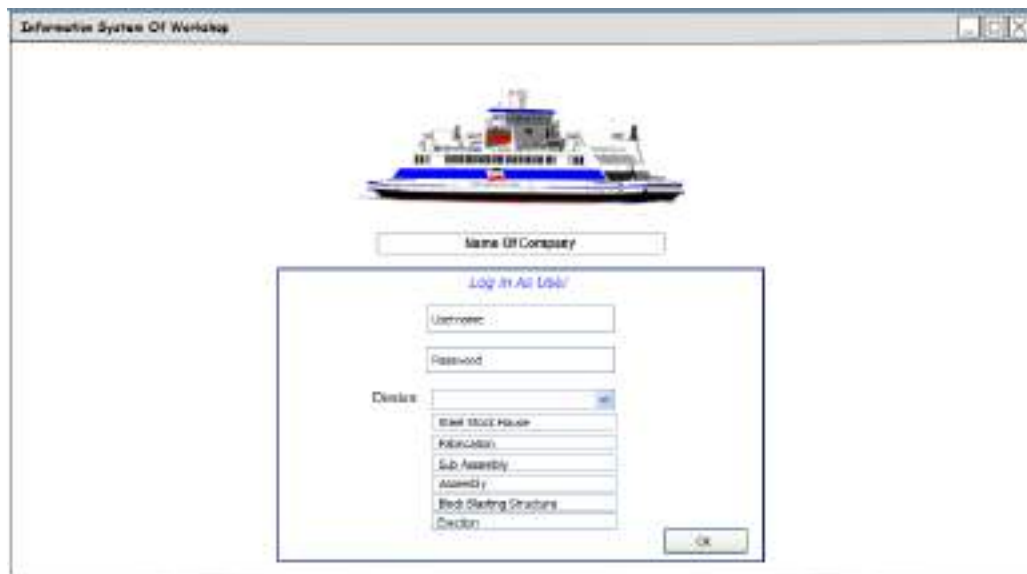 Information System Of Workshop
Name Of Company
Log In As User
Username
Password
Division
Steel Stock House
Fabrication
Sub Assembly
Assembly
Block Blasting Structure
Erection
OK